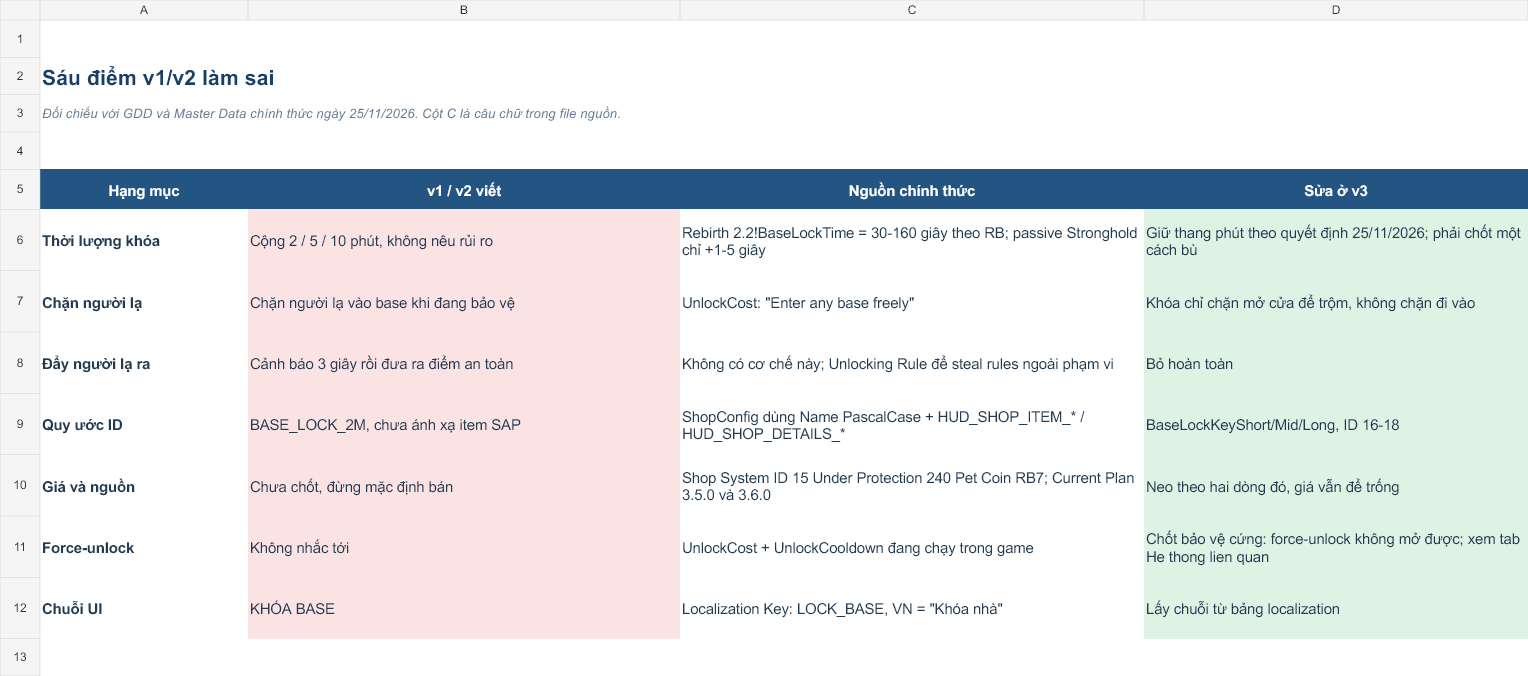 A B C D
1
2 Sáu điểm v1/v2 làm sai
3 Đối chiếu với GDD và Master Data chính thức ngày 25/11/2026. Cột C là câu chữ trong file nguồn.
4
5 Hạng mục v1 / v2 viết Nguồn chính thức Sửa ở v3
6 Thời lượng khóa Cộng 2 / 5 / 10 phút, không nêu rủi ro Rebirth 2.2!BaseLockTime = 30-160 giây theo RB; passive Stronghold Giữ thang phút theo quyết định 25/11/2026; phải chốt một
chỉ +1-5 giây cách bù
7 Chặn người lạ Chặn người lạ vào base khi đang bảo vệ UnlockCost: "Enter any base freely" Khóa chỉ chặn mở cửa để trộm, không chặn đi vào
8 Đẩy người lạ ra Cảnh báo 3 giây rồi đưa ra điểm an toàn Không có cơ chế này; Unlocking Rule để steal rules ngoài phạm vi Bỏ hoàn toàn
9 Quy ước ID BASE_LOCK_2M, chưa ánh xạ item SAP ShopConfig dùng Name PascalCase + HUD_SHOP_ITEM_* / BaseLockKeyShort/Mid/Long, ID 16-18
HUD_SHOP_DETAILS_*
10 Giá và nguồn Chưa chốt, đừng mặc định bán Shop System ID 15 Under Protection 240 Pet Coin RB7; Current Plan Neo theo hai dòng đó, giá vẫn để trống
3.5.0 và 3.6.0
11 Force-unlock Không nhắc tới UnlockCost + UnlockCooldown đang chạy trong game Chốt bảo vệ cứng: force-unlock không mở được; xem tab
He thong lien quan
12 Chuỗi UI KHÓA BASE Localization Key: LOCK_BASE, VN = "Khóa nhà" Lấy chuỗi từ bảng localization
13